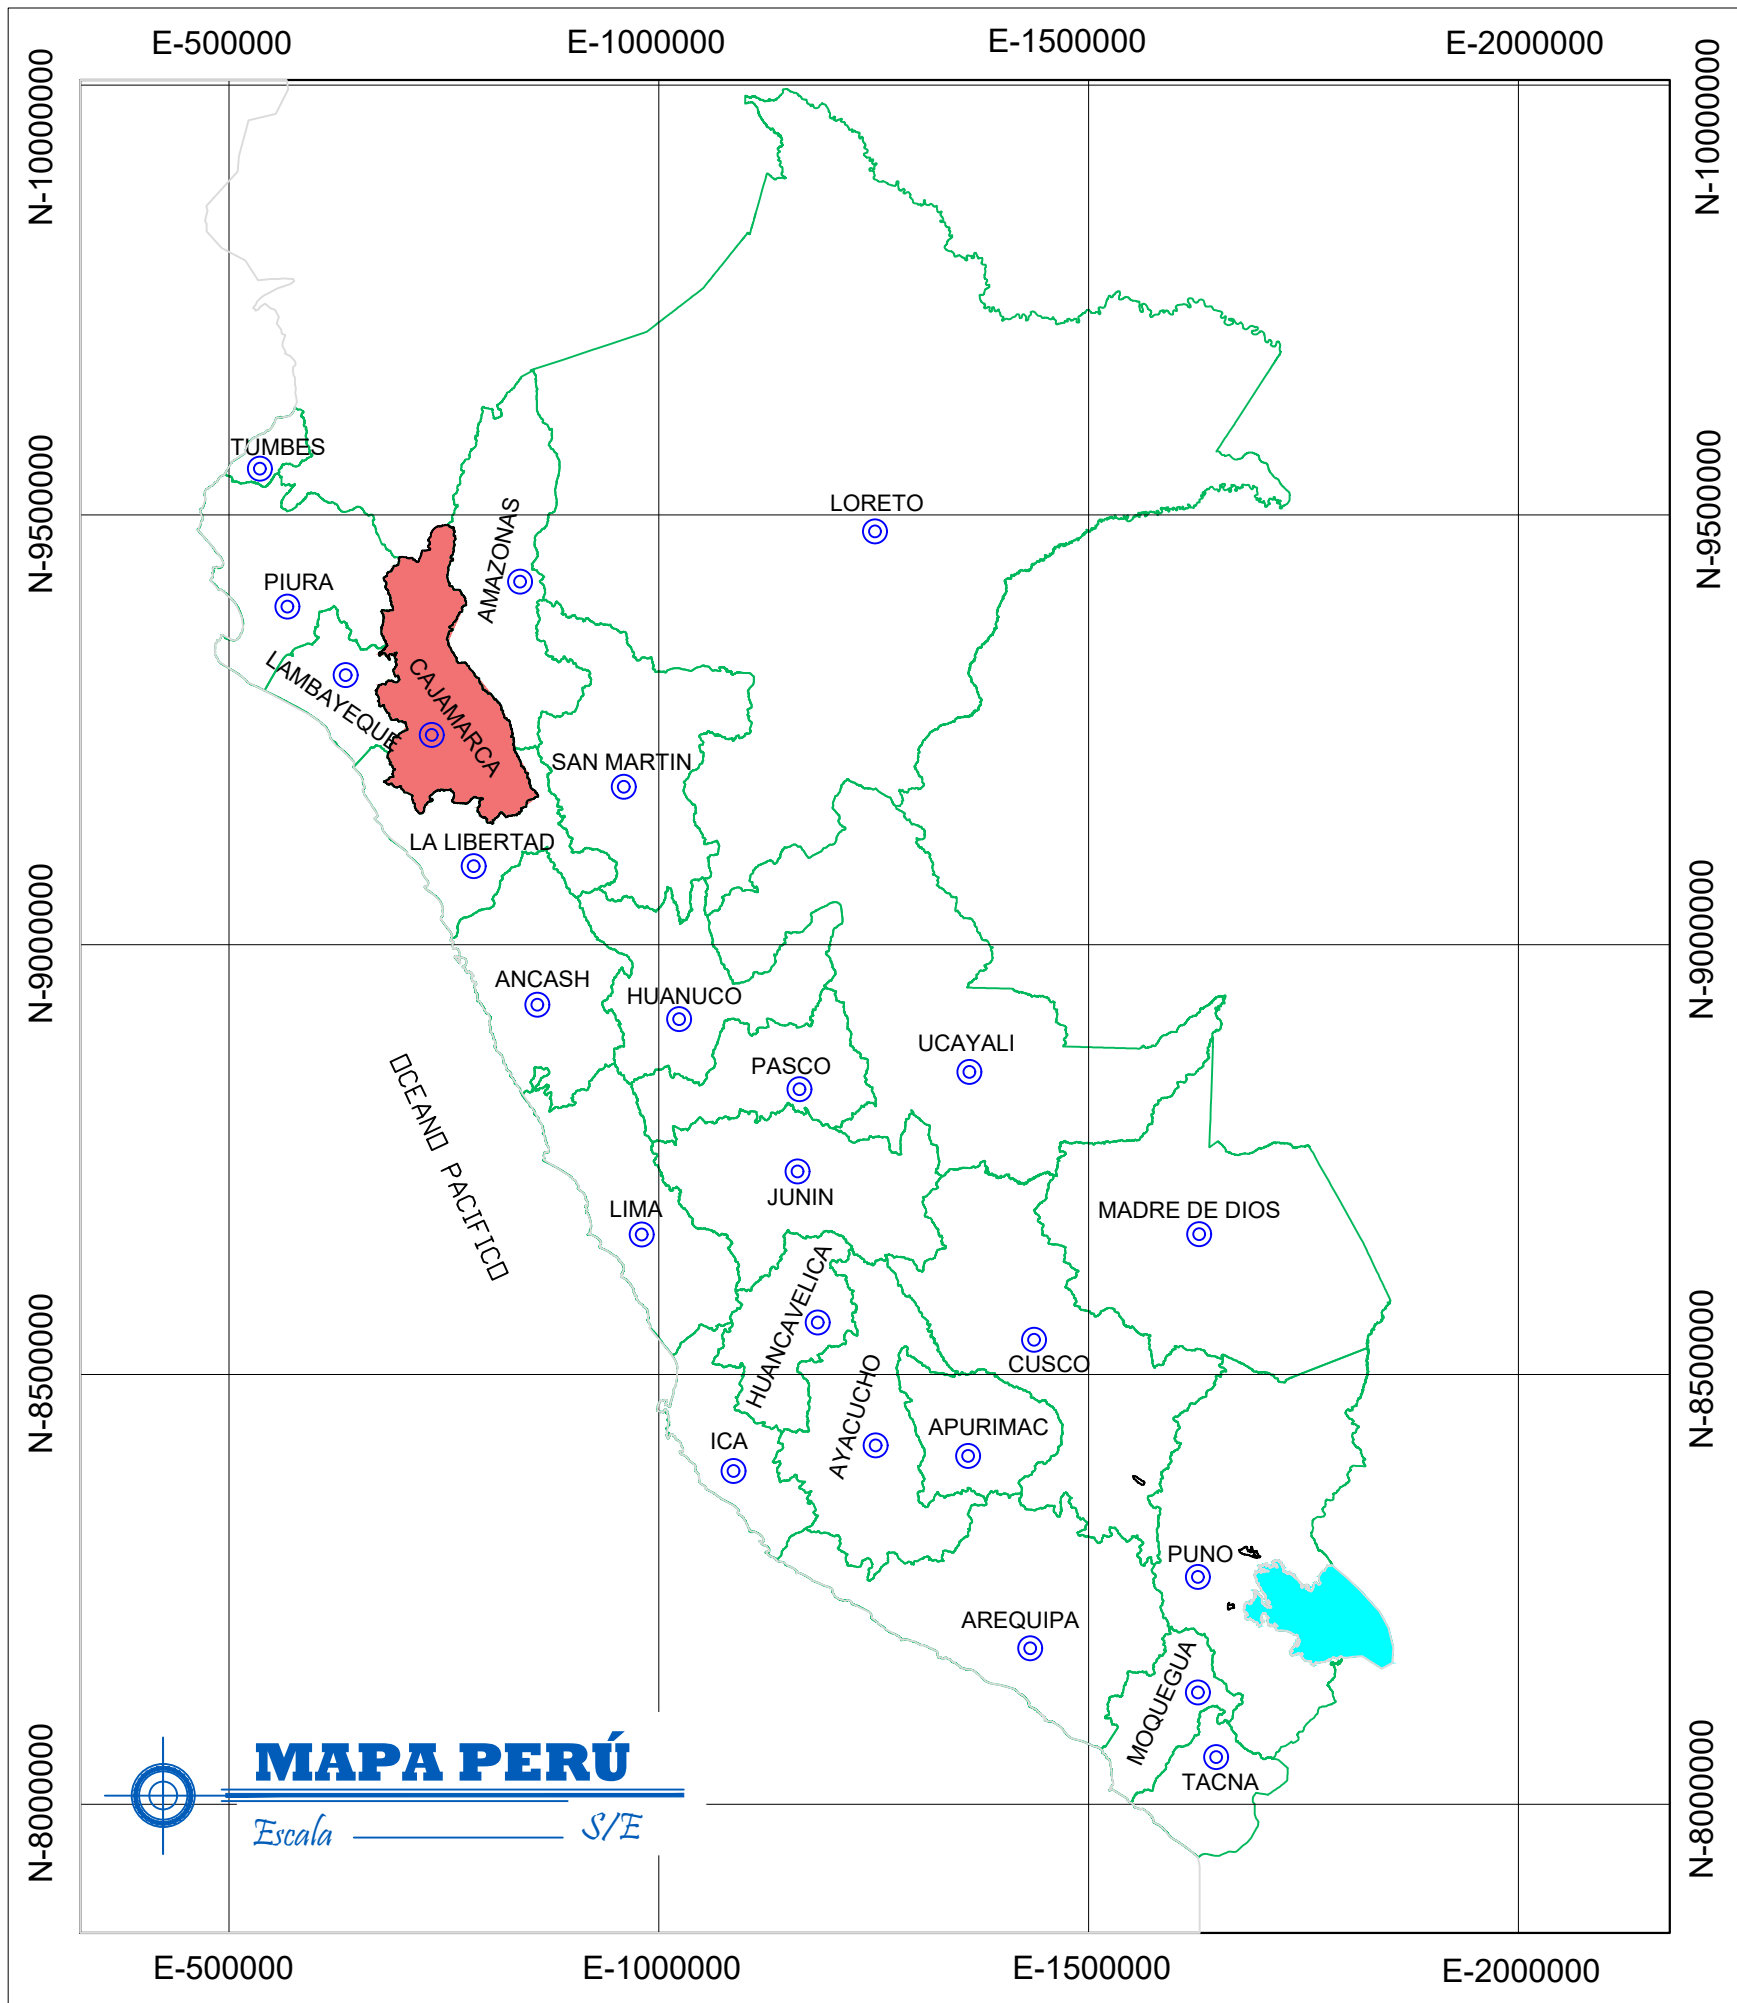 E-500000 E-1000000 E-1500000 E-2000000
N-10000000
N-10000000
TUMBES
N-9500000
AMAZONAS
LORETO
N-9500000
PIURA
LAMBAYEQUE
CAJAMARCA
SAN MARTIN
LA LIBERTAD
N-9000000
N-9000000
ANCASH
HUANUCO
UCAYALI
PASCO
OCEANO PACIFICO
JUNIN
LIMA
MADRE DE DIOS
HUANCAVELICA
N-8500000
CUSCO
N-8500000
AYACUCHO
APURIMAC
ICA
PUNO
AREQUIPA
MOQUEGUA
TACNA
N-8000000
N-8000000
MAPA PERÚ
Escala S/E
E-500000 E-1000000 E-1500000 E-2000000